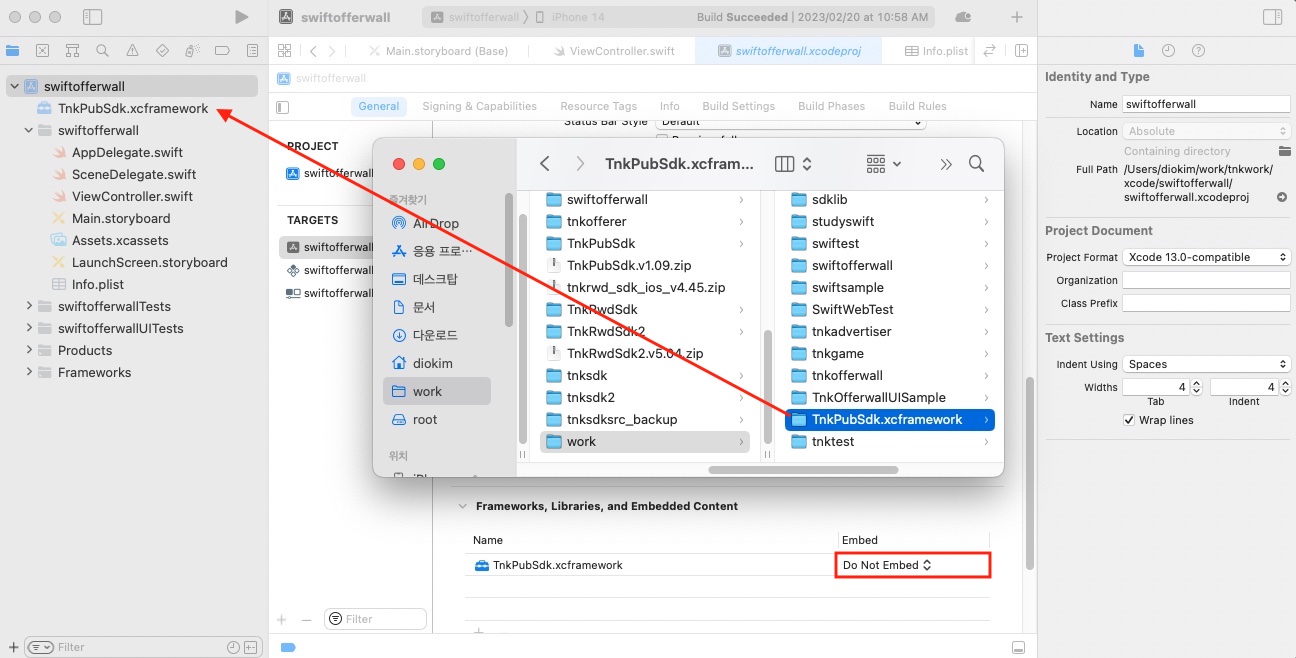 swiftofferwall
swiftofferwall
iPhone 14
Build Succeeded | 2023/02/20 at 10:58 AM
Main.storyboard (Base)
ViewController.swift
swiftofferwall.xcodeproj
Info.plist
swiftofferwall
TnkPubSdk.xcframework
swiftofferwall
AppDelegate.swift
SceneDelegate.swift
ViewController.swift
Main.storyboard
Assets.xcassets
LaunchScreen.storyboard
Info.plist
swiftofferwallTests
swiftofferwallUITests
Products
Frameworks
Filter
swiftofferwall
General
Signing & Capabilities
Resource Tags
Info
Build Settings
Build Phases
Build Rules
Status Bar Style
Default
PROJECT
swiftofferwall
TARGETS
swiftofferwall
swiftofferwall
swiftofferwall
Filter
TnkPubSdk.xcfram...
즐겨찾기
AirDrop
응용 프로…
데스크탑
문서
다운로드
diokim
work
root
위치
swiftofferwall
tnkofferer
TnkPubSdk
TnkPubSdk.v1.09.zip
tnkrwd_sdk_ios_v4.45.zip
TnkRwdSdk
TnkRwdSdk2
TnkRwdSdk2.v5.04.zip
tnksdk
tnksdk2
tnksdksrc_backup
work
sdklib
studyswift
swiftest
swiftofferwall
swiftsample
SwiftWebTest
tnkadvertiser
tnkgame
tnkofferwall
TnkOfferwallUISample
TnkPubSdk.xcframework
tnktest
Frameworks, Libraries, and Embedded Content
Name
Embed
TnkPubSdk.xcframework
Do Not Embed
Identity and Type
Name
swiftofferwall
Location
Absolute
Containing directory
Full Path
/Users/diokim/work/tnkwork/
xcode/swiftofferwall/
swiftofferwall.xcodeproj
Project Document
Project Format
Xcode 13.0-compatible
Organization
Class Prefix
Text Settings
Indent Using
Spaces
Widths
4
4
Tab
Indent
Wrap lines